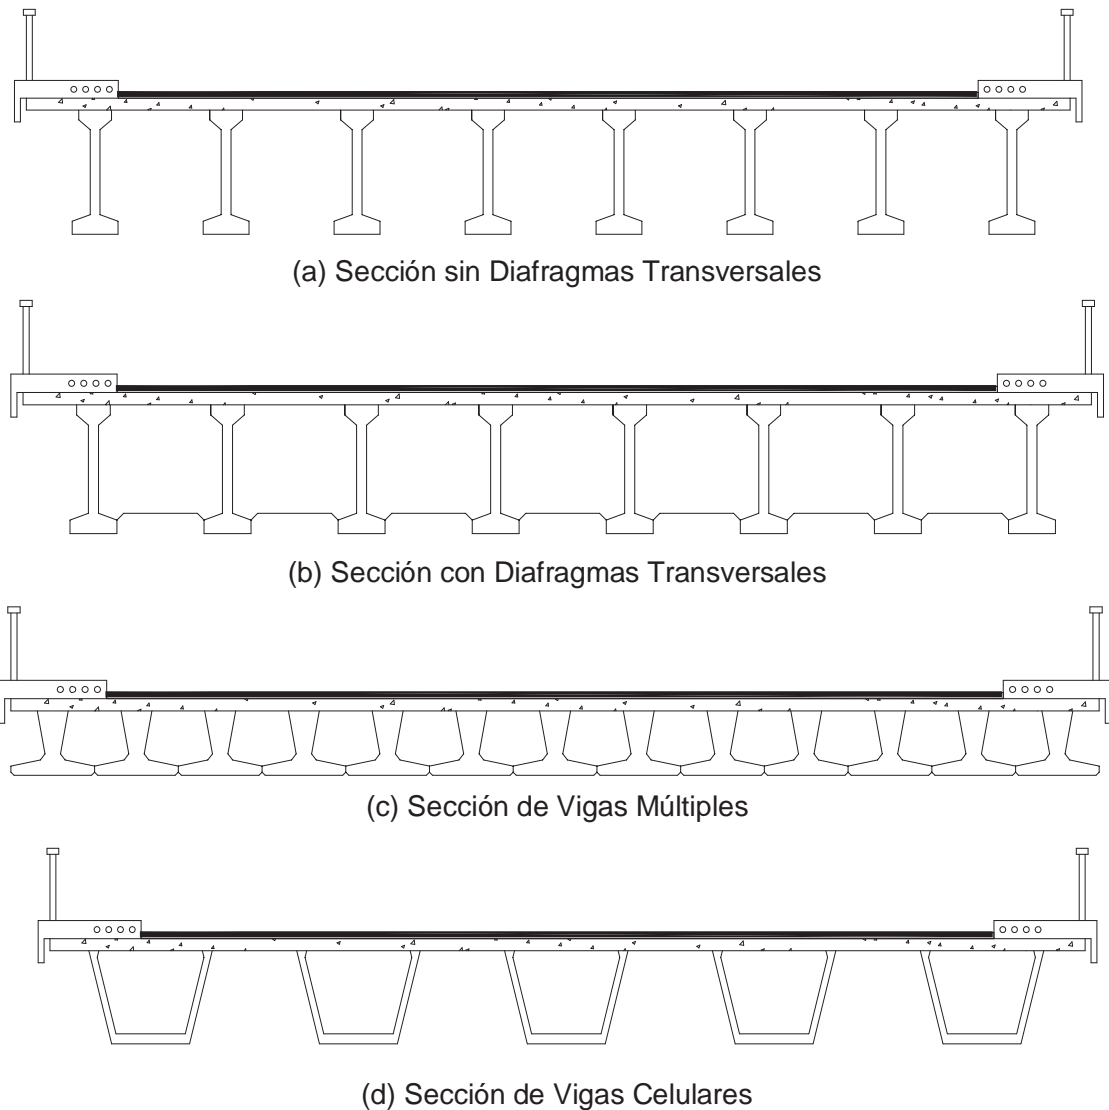 (a) Sección sin Diafragmas Transversales
(b) Sección con Diafragmas Transversales
(c) Sección de Vigas Múltiples
(d) Sección de Vigas Celulares